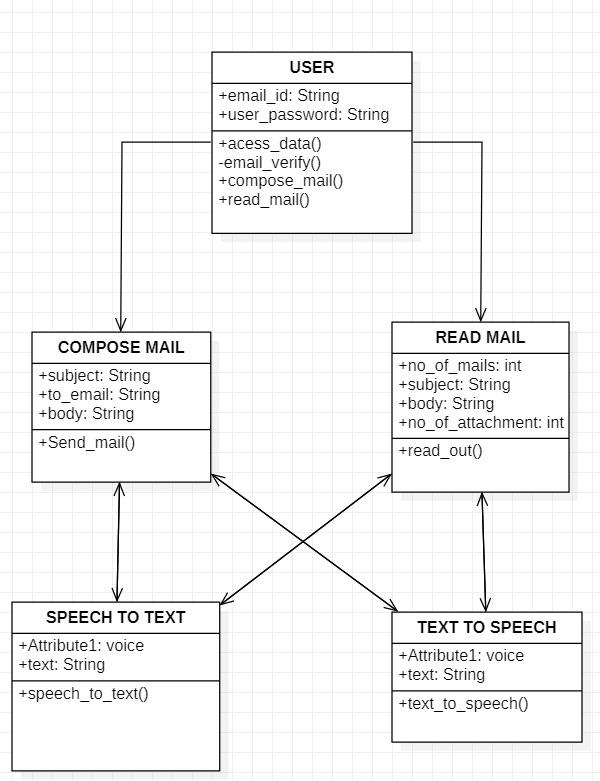 USER
+email_id: String
+user_password: String
+acess_data()
-email_verify()
+compose_mail()
+read_mail()
COMPOSE MAIL
+subject: String
+to_email: String
+body: String
+Send_mail()
READ MAIL
+no_of_mails: int
+subject: String
+body: String
+no_of_attachment: int
+read_out()
SPEECH TO TEXT
+Attribute1: voice
+text: String
+speech_to_text()
TEXT TO SPEECH
+Attribute1: voice
+text: String
+text_to_speech()